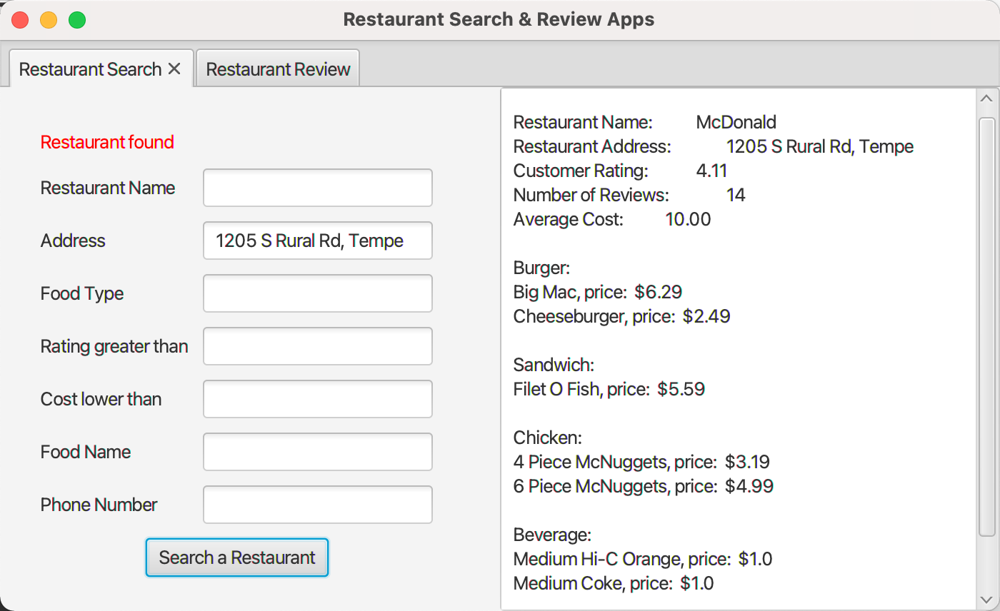 Restaurant Search & Review Apps
Restaurant Search
Restaurant Review
Restaurant found
Restaurant Name
Address 1205 S Rural Rd, Tempe
Food Type
Rating greater than
Cost lower than
Food Name
Phone Number
Search a Restaurant
Restaurant Name: McDonald
Restaurant Address: 1205 S Rural Rd, Tempe
Customer Rating: 4.11
Number of Reviews: 14
Average Cost: 10.00
Burger:
Big Mac, price: $6.29
Cheeseburger, price: $2.49
Sandwich:
Filet O Fish, price: $5.59
Chicken:
4 Piece McNuggets, price: $3.19
6 Piece McNuggets, price: $4.99
Beverage:
Medium Hi-C Orange, price: $1.0
Medium Coke, price: $1.0